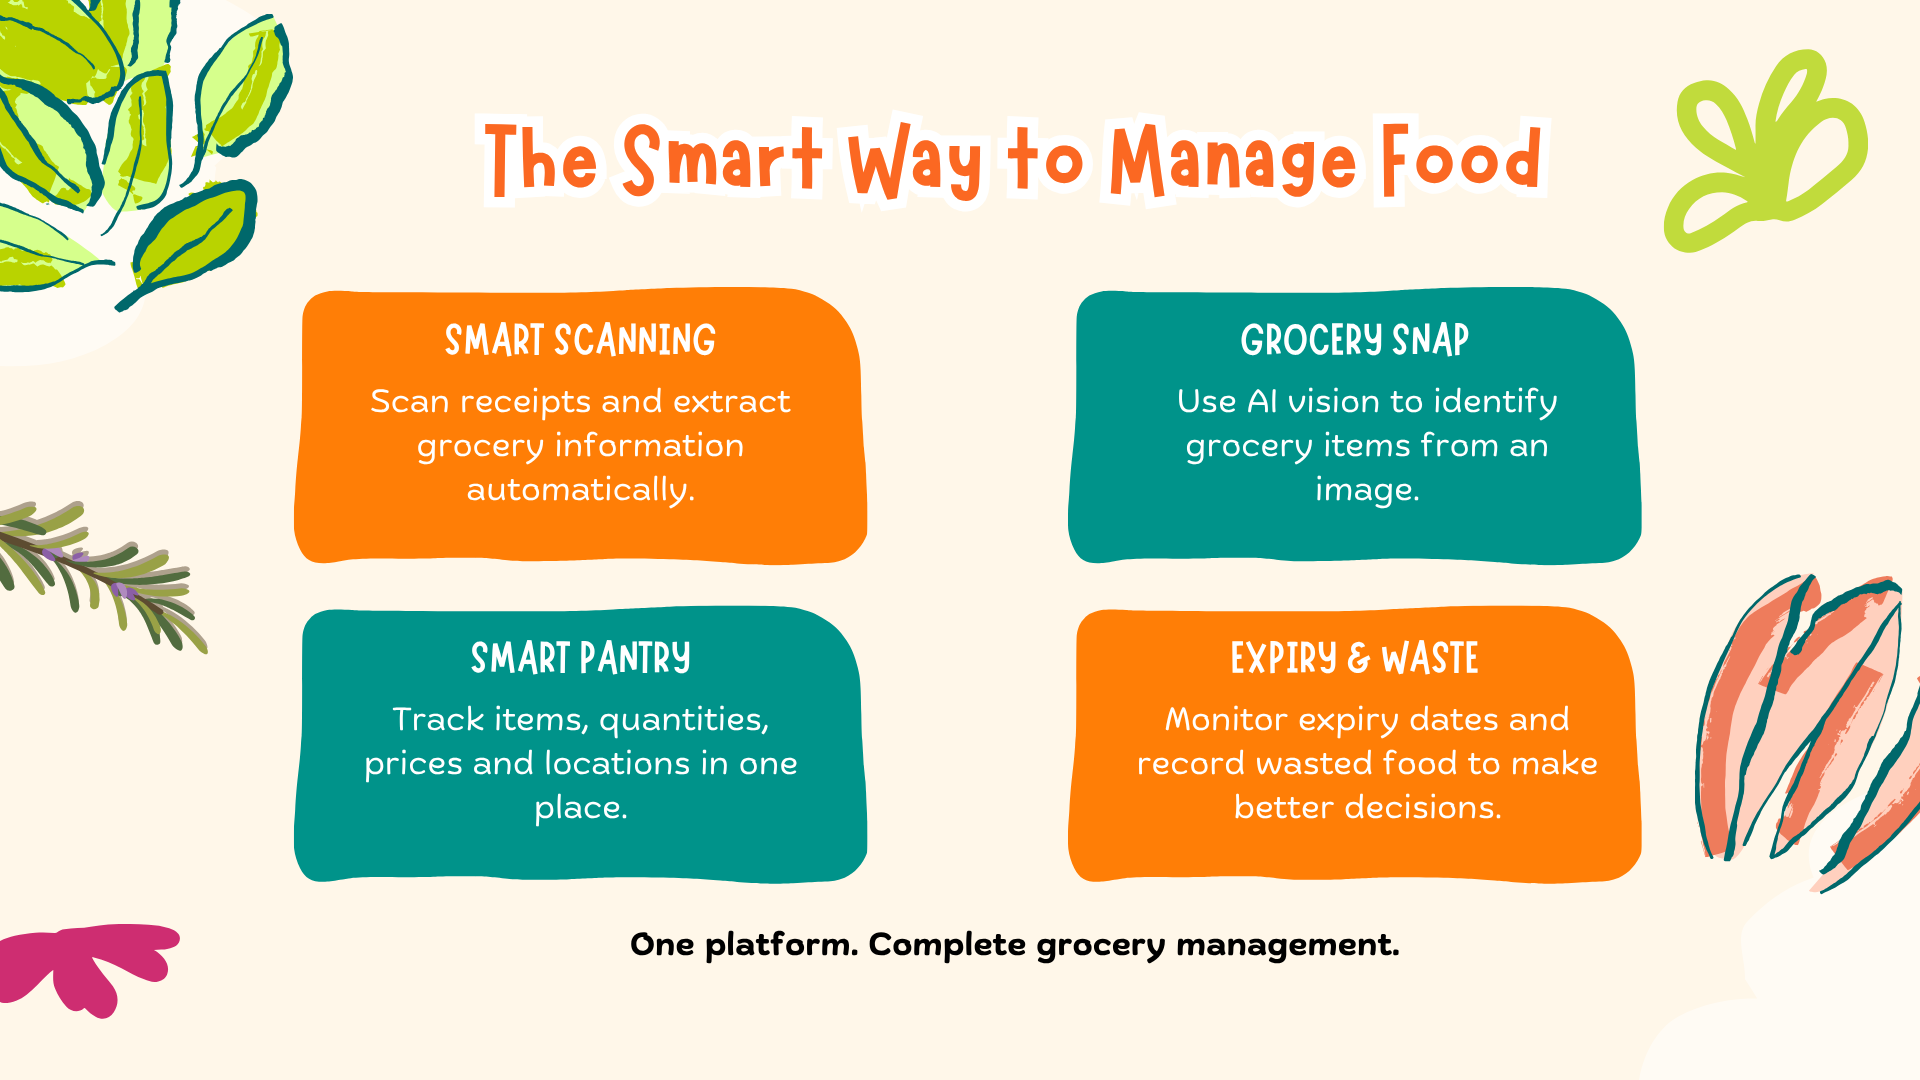 The Smart Way to Manage Food
SMART SCANNING
Scan receipts and extract
grocery information
automatically.
GROCERY SNAP
Use AI vision to identify
grocery items from an
image.
SMART PANTRY
Track items, quantities,
prices and locations in one
place.
EXPIRY & WASTE
Monitor expiry dates and
record wasted food to make
better decisions.
One platform. Complete grocery management.